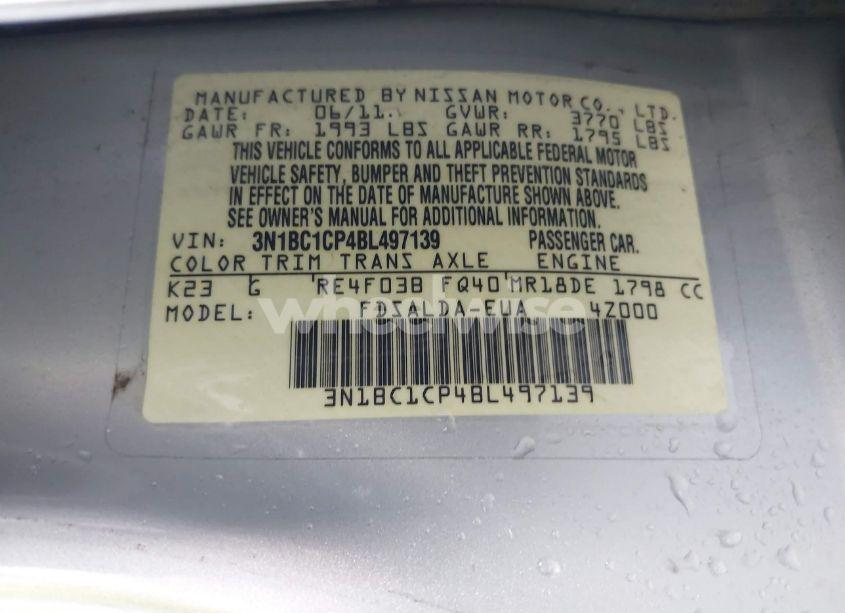 MANUFACTURED BY NISSAN MOTOR CO., LTD.
DATE: 06/11. GVWR: 3770 LBS
GAWR FR: 1993 LBS GAWR RR: 1795 LBS
THIS VEHICLE CONFORMS TO ALL APPLICABLE FEDERAL MOTOR
VEHICLE SAFETY, BUMPER AND THEFT PREVENTION STANDARDS
IN EFFECT ON THE DATE OF MANUFACTURE SHOWN ABOVE.
SEE OWNER'S MANUAL FOR ADDITIONAL INFORMATION.
VIN: 3N1BC1CP4BL497139 PASSENGER CAR.
COLOR TRIM TRANS AXLE ENGINE
K23 G RE4F03B FQ40 MR18DE 1798 CC
MODEL: FDSALDA-EUA 4Z000
wheelwise
3N1BC1CP4BL497139